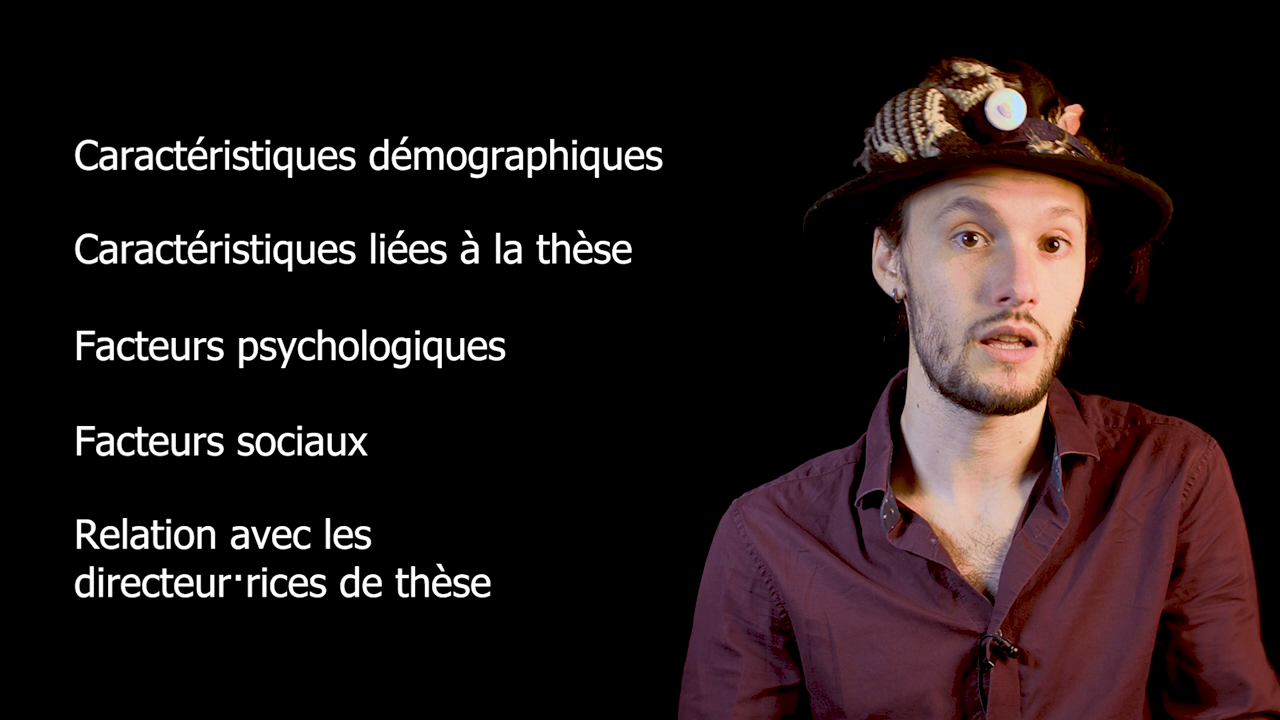 Caractéristiques démographiques
Caractéristiques liées à la thèse
Facteurs psychologiques
Facteurs sociaux
Relation avec les
directeur·rices de thèse